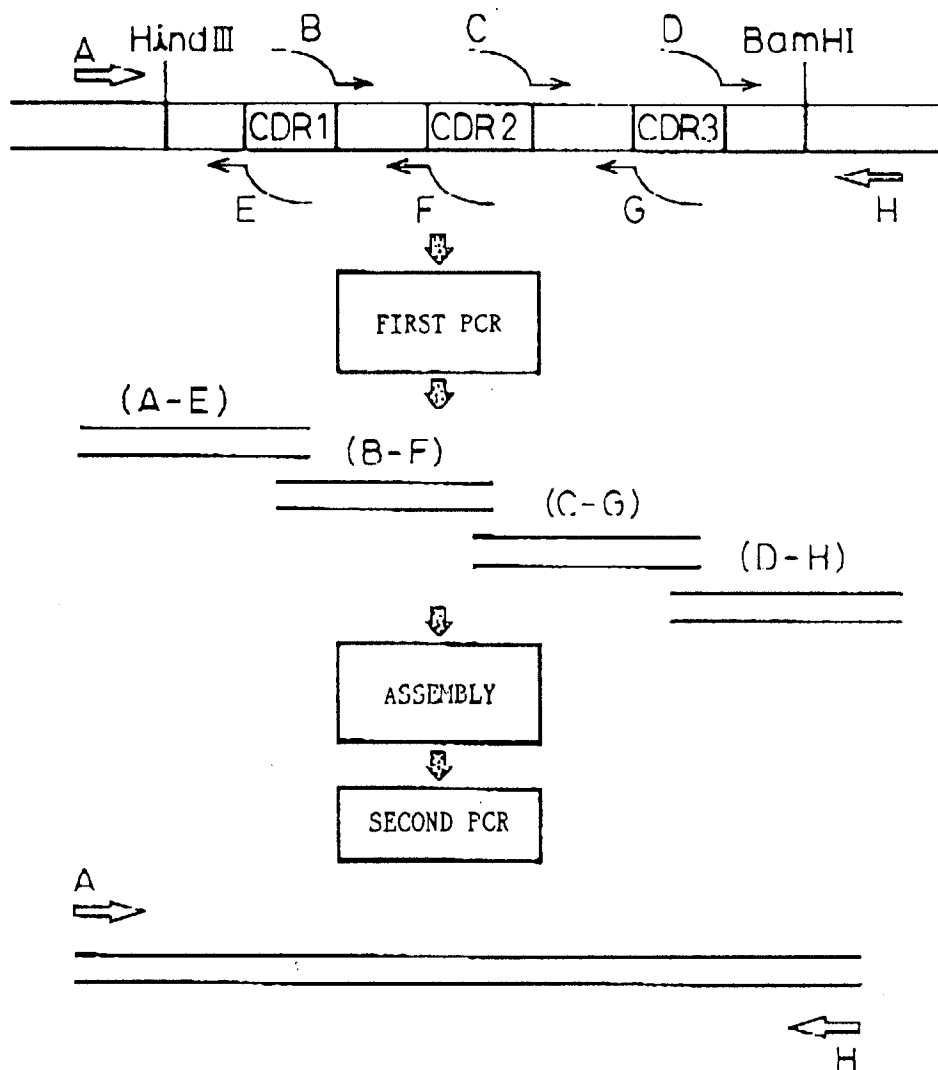 A HindⅢ B C D BamHI
CDR1 CDR2 CDR3
E F G H
FIRST PCR
(A-E)
(B-F)
(C-G)
(D-H)
ASSEMBLY
SECOND PCR
A
H